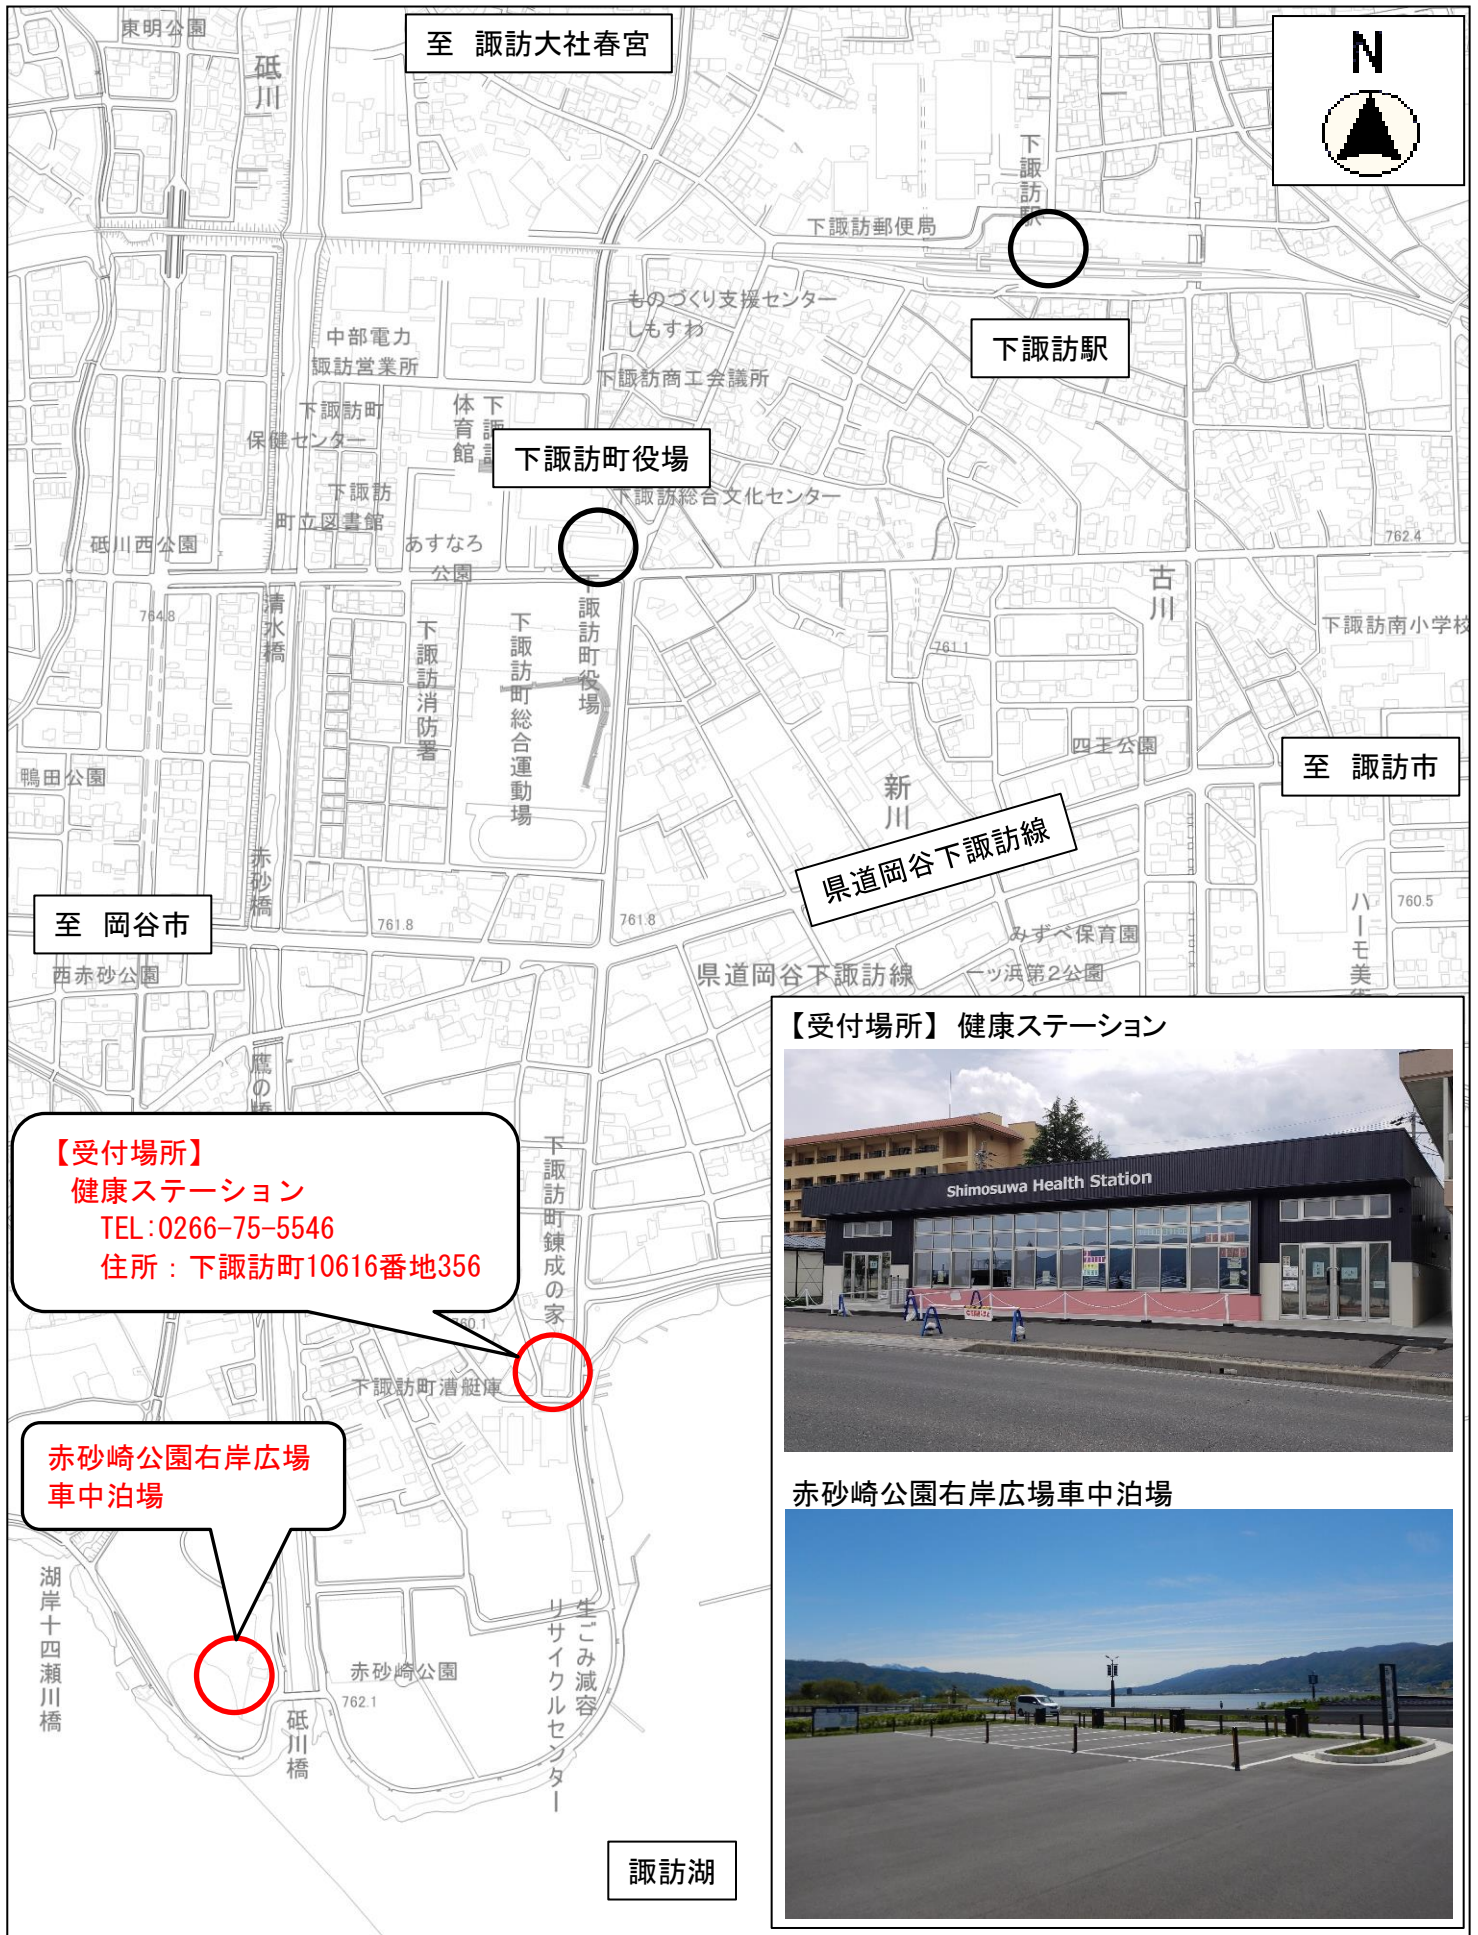 東明公園
砥川
至 諏訪大社春宮
N
下諏訪駅
下諏訪郵便局
ものづくり支援センター
しもすわ
中部電力
諏訪営業所
下諏訪駅
下諏訪商工会議所
下諏訪町
保健センター
体育館
下諏訪町役場
下諏訪総合文化センター
下諏訪
町立図書館
砥川西公園
あすなろ
公園
762.4
古川
764.8
清水橋
下諏訪消防署
下諏訪町総合運動場
下諏訪町役場
761.1
下諏訪南小学校
四王公園
至 諏訪市
鴨田公園
新川
県道岡谷下諏訪線
赤砂橋
至 岡谷市
761.8
761.8
760.5
みずべ保育園
西赤砂公園
県道岡谷下諏訪線
一ツ浜第2公園
【受付場所】 健康ステーション
Shimosuwa Health Station
【受付場所】
健康ステーション
TEL:0266-75-5546
住所：下諏訪町10616番地356
下諏訪町錬成の家
760.1
下諏訪町漕艇庫
赤砂崎公園右岸広場
車中泊場
赤砂崎公園右岸広場車中泊場
湖岸十四瀬川橋
赤砂崎公園
762.1
砥川橋
生ごみ減容
リサイクルセンター
諏訪湖